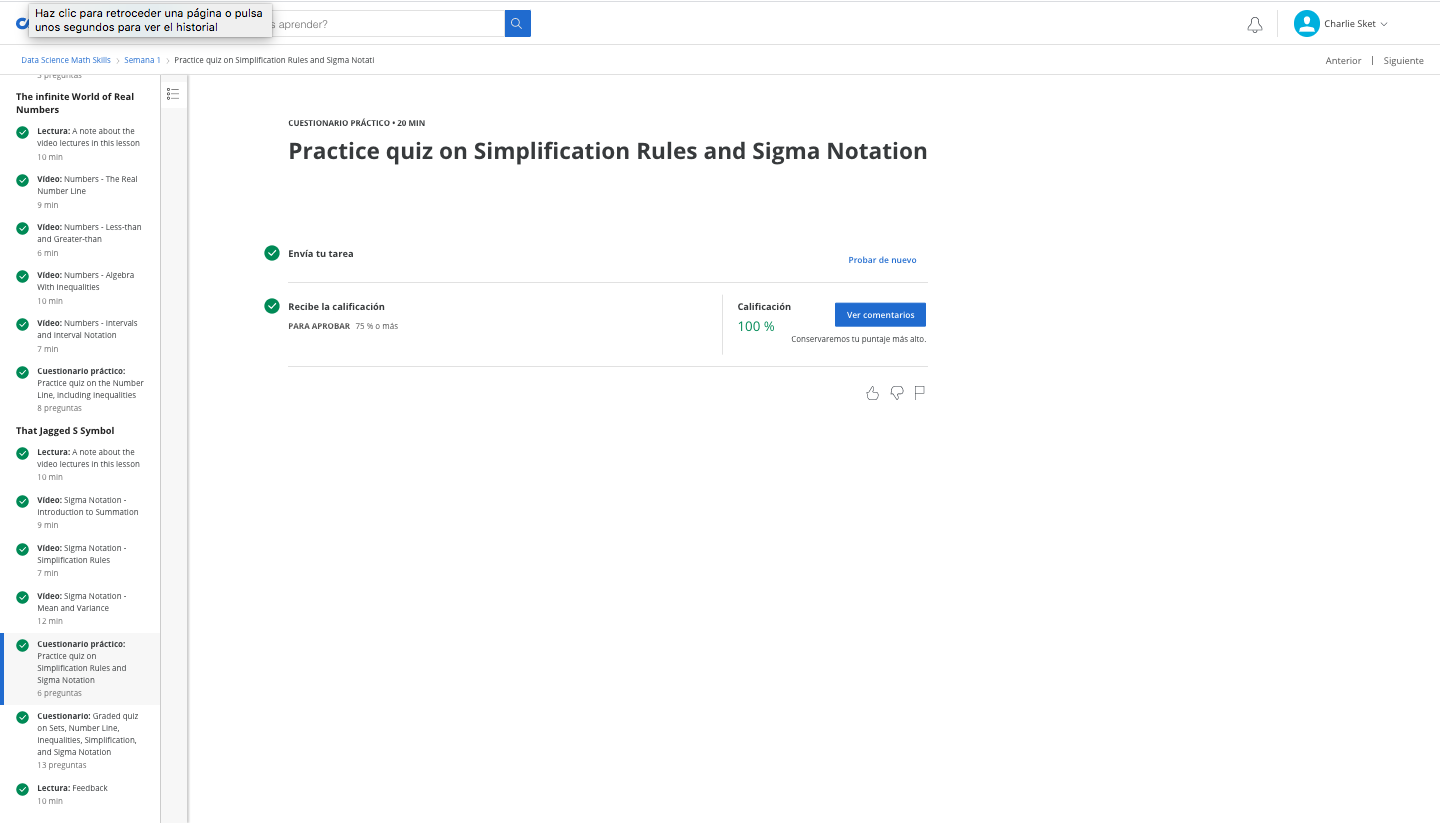 Haz clic para retroceder una página o pulsa
unos segundos para ver el historial
s aprender?
Charlie Sket
Data Science Math Skills
Semana 1
Practice quiz on Simplification Rules and Sigma Notati
Anterior | Siguiente
5 preguntas
The infinite World of Real
Numbers
Lectura: A note about the
video lectures in this lesson
10 min
Vídeo: Numbers - The Real
Number Line
9 min
Vídeo: Numbers - Less-than
and Greater-than
6 min
Vídeo: Numbers - Algebra
With Inequalities
10 min
Vídeo: Numbers - Intervals
and Interval Notation
7 min
Cuestionario práctico:
Practice quiz on the Number
Line, including Inequalities
8 preguntas
That Jagged S Symbol
Lectura: A note about the
video lectures in this lesson
10 min
Vídeo: Sigma Notation -
Introduction to Summation
9 min
Vídeo: Sigma Notation -
Simplification Rules
7 min
Vídeo: Sigma Notation -
Mean and Variance
12 min
Cuestionario práctico:
Practice quiz on
Simplification Rules and
Sigma Notation
6 preguntas
Cuestionario: Graded quiz
on Sets, Number Line,
Inequalities, Simplification,
and Sigma Notation
13 preguntas
Lectura: Feedback
10 min
CUESTIONARIO PRÁCTICO • 20 MIN
Practice quiz on Simplification Rules and Sigma Notation
Envía tu tarea
Probar de nuevo
Recibe la calificación
PARA APROBAR 75 % o más
Calificación
100 %
Ver comentarios
Conservaremos tu puntaje más alto.